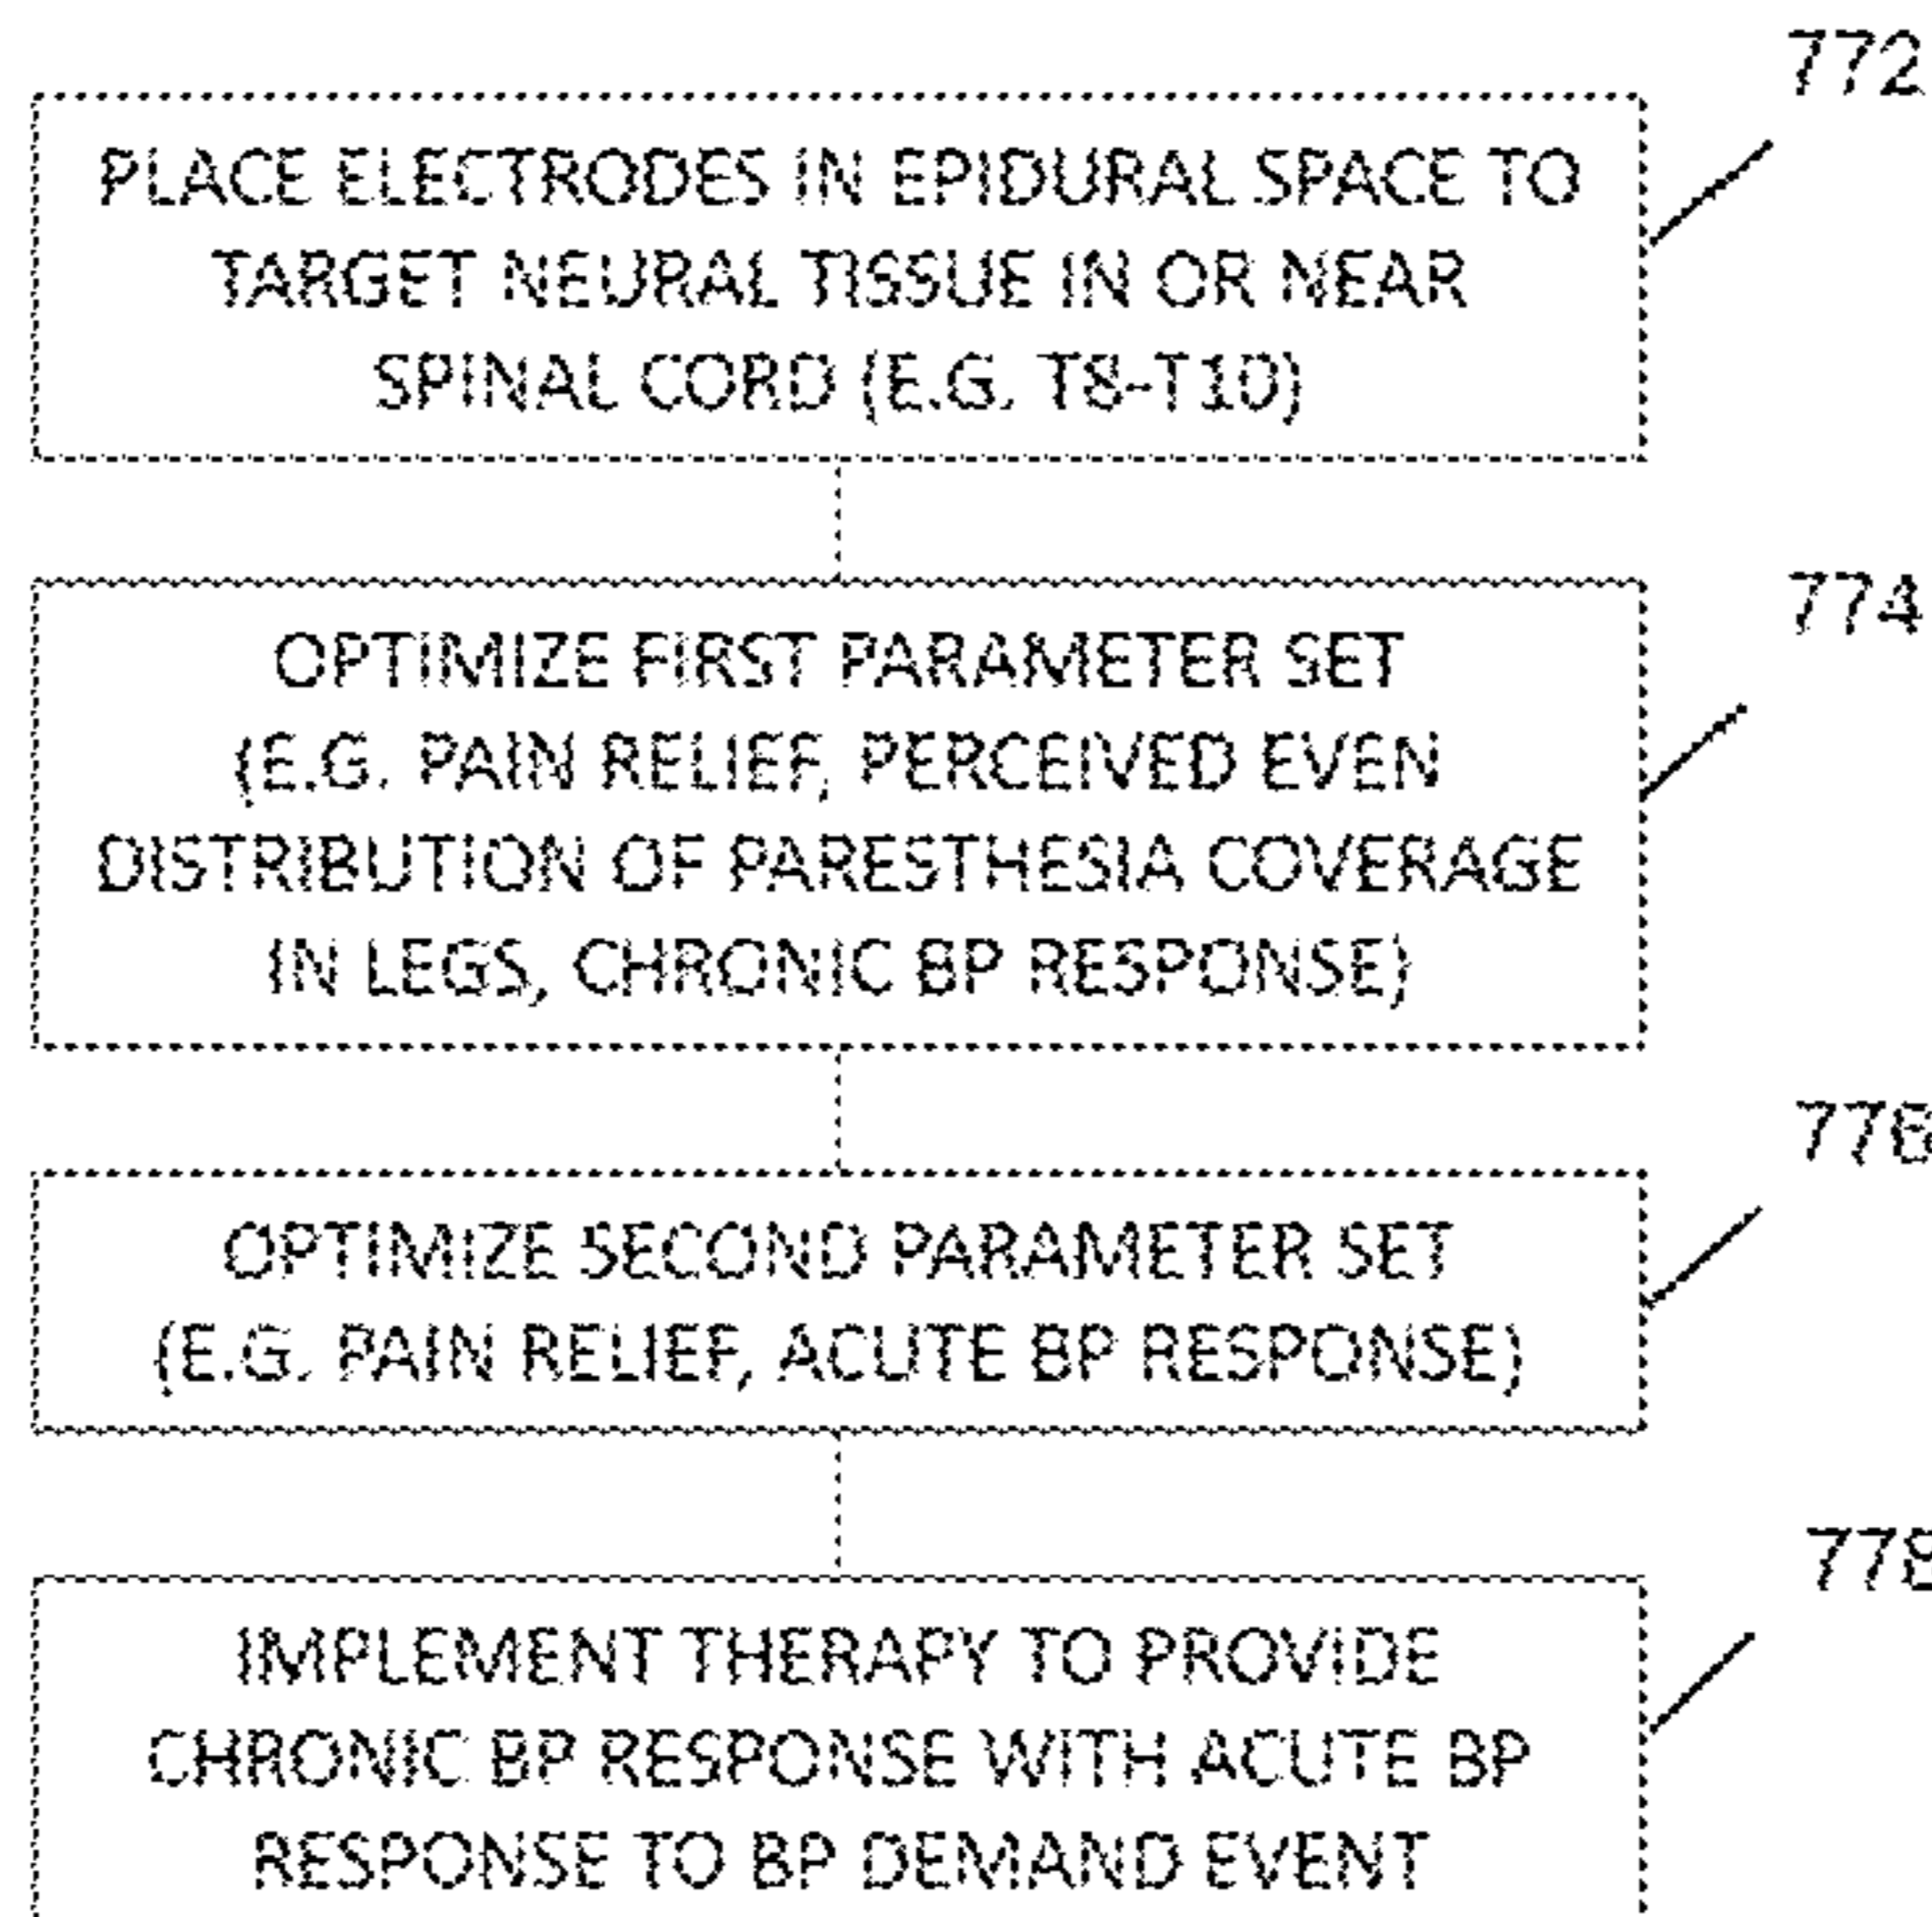 772
PLACE ELECTRODES IN EPIDURAL SPACE TO
TARGET NEURAL TISSUE IN OR NEAR
SPINAL CORD (E.G. T8-T10)
774
OPTIMIZE FIRST PARAMETER SET
(E.G. PAIN RELIEF, PERCEIVED EVEN
DISTRIBUTION OF PARESTHESIA COVERAGE
IN LEGS, CHRONIC BP RESPONSE)
776
OPTIMIZE SECOND PARAMETER SET
(E.G. PAIN RELIEF, ACUTE BP RESPONSE)
778
IMPLEMENT THERAPY TO PROVIDE
CHRONIC BP RESPONSE WITH ACUTE BP
RESPONSE TO BP DEMAND EVENT